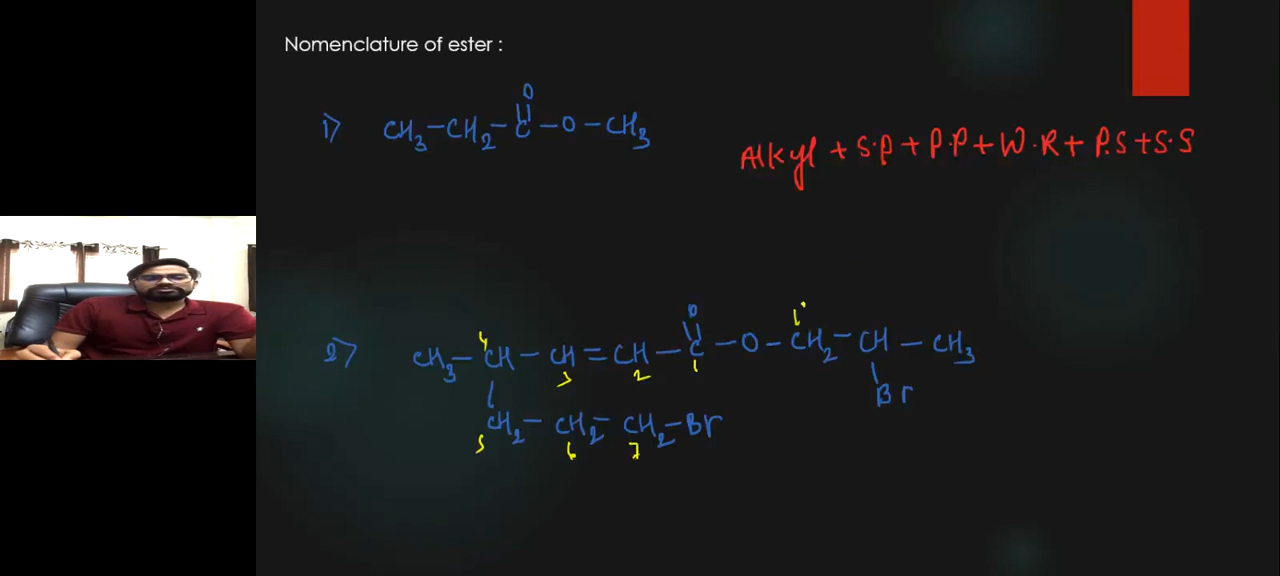 Nomenclature of ester :
O
||
1) CH₃-CH₂-C-O-CH₃
Alkyl + S.P + P.P + W.R + P.S + S.S
4 O 1'
||
2) CH₃-CH-CH=CH-C-O-CH₂-CH-CH₃
3 2 1
| | Br
CH₂-CH₂-CH₂-Br
5 6 7